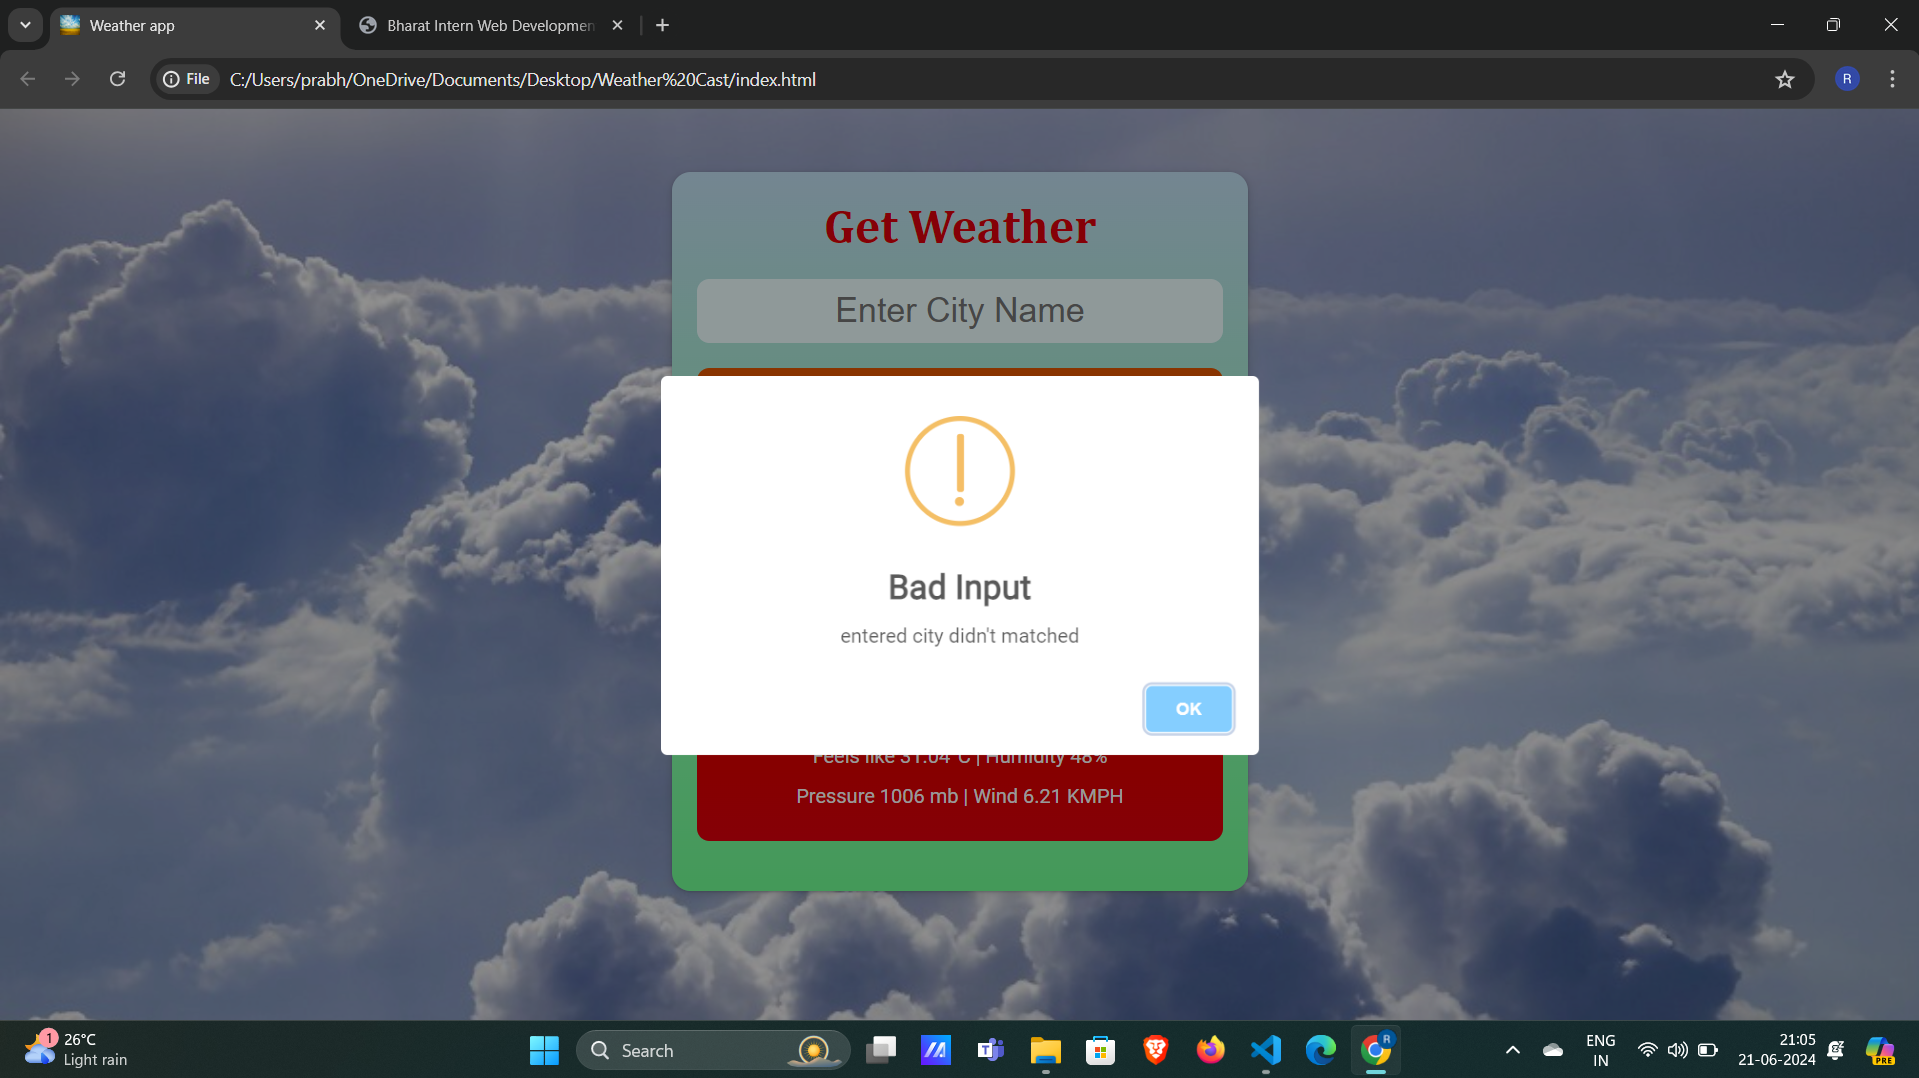 Weather app
Bharat Intern Web Developmen
File
C:/Users/prabh/OneDrive/Documents/Desktop/Weather%20Cast/index.html
R
Get Weather
Enter City Name
Bad Input
entered city didn't matched
OK
Feels like 31.04°C | Humidity 48%
Pressure 1006 mb | Wind 6.21 KMPH
1
26°C
Light rain
Search
T
R
ENG
IN
21:05
21-06-2024
PRE